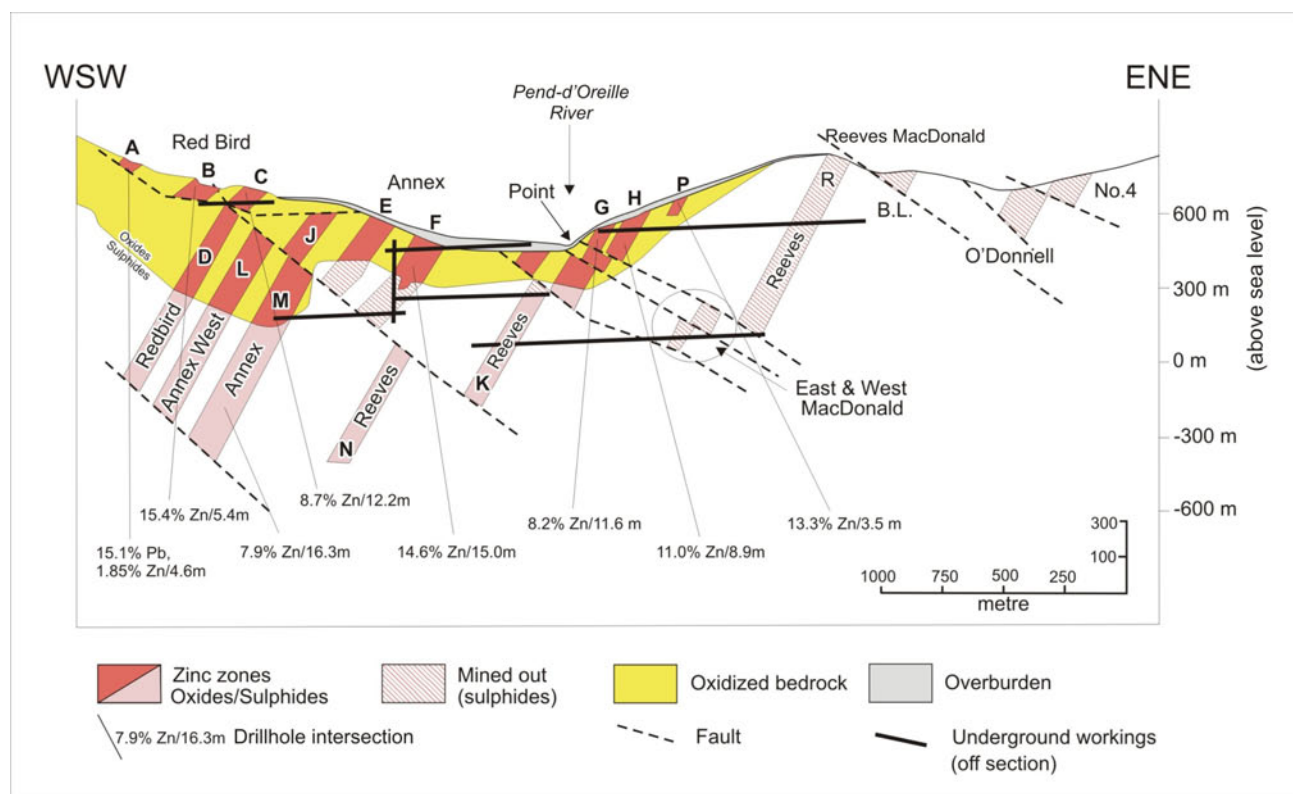 WSW
ENE
Pend-d'Oreille
River
Reeves MacDonald
A
Red Bird
B
C
Annex
Point
P
R
No.4
E
G
H
B.L.
600 m
F
J
O'Donnell
Oxides
Sulphides
D
L
Reeves
M
300 m
(above sea level)
Redbird
Annex West
Annex
Reeves
0 m
K
Reeves
East & West
MacDonald
N
-300 m
8.7% Zn/12.2m
15.4% Zn/5.4m
8.2% Zn/11.6 m
13.3% Zn/3.5 m
-600 m
15.1% Pb,
1.85% Zn/4.6m
7.9% Zn/16.3m
14.6% Zn/15.0m
11.0% Zn/8.9m
300
100
1000 750 500 250
metre
Zinc zones
Oxides/Sulphides
Mined out
(sulphides)
Oxidized bedrock
Overburden
7.9% Zn/16.3m Drillhole intersection
Fault
Underground workings
(off section)